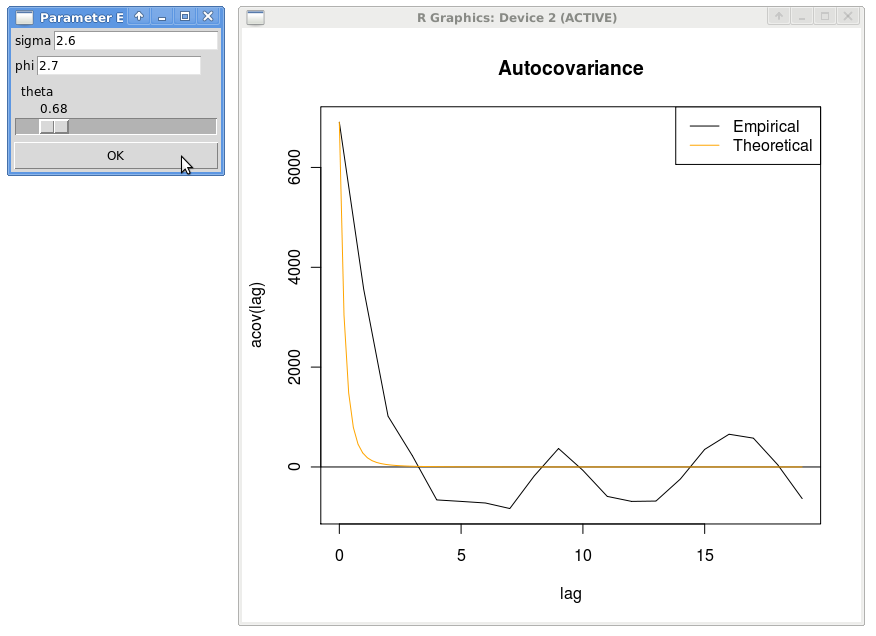 Parameter E
sigma 2.6
phi 2.7
theta
0.68
OK
R Graphics: Device 2 (ACTIVE)
Autocovariance
Empirical
Theoretical
6000
4000
2000
0
acov(lag)
0 5 10 15
lag